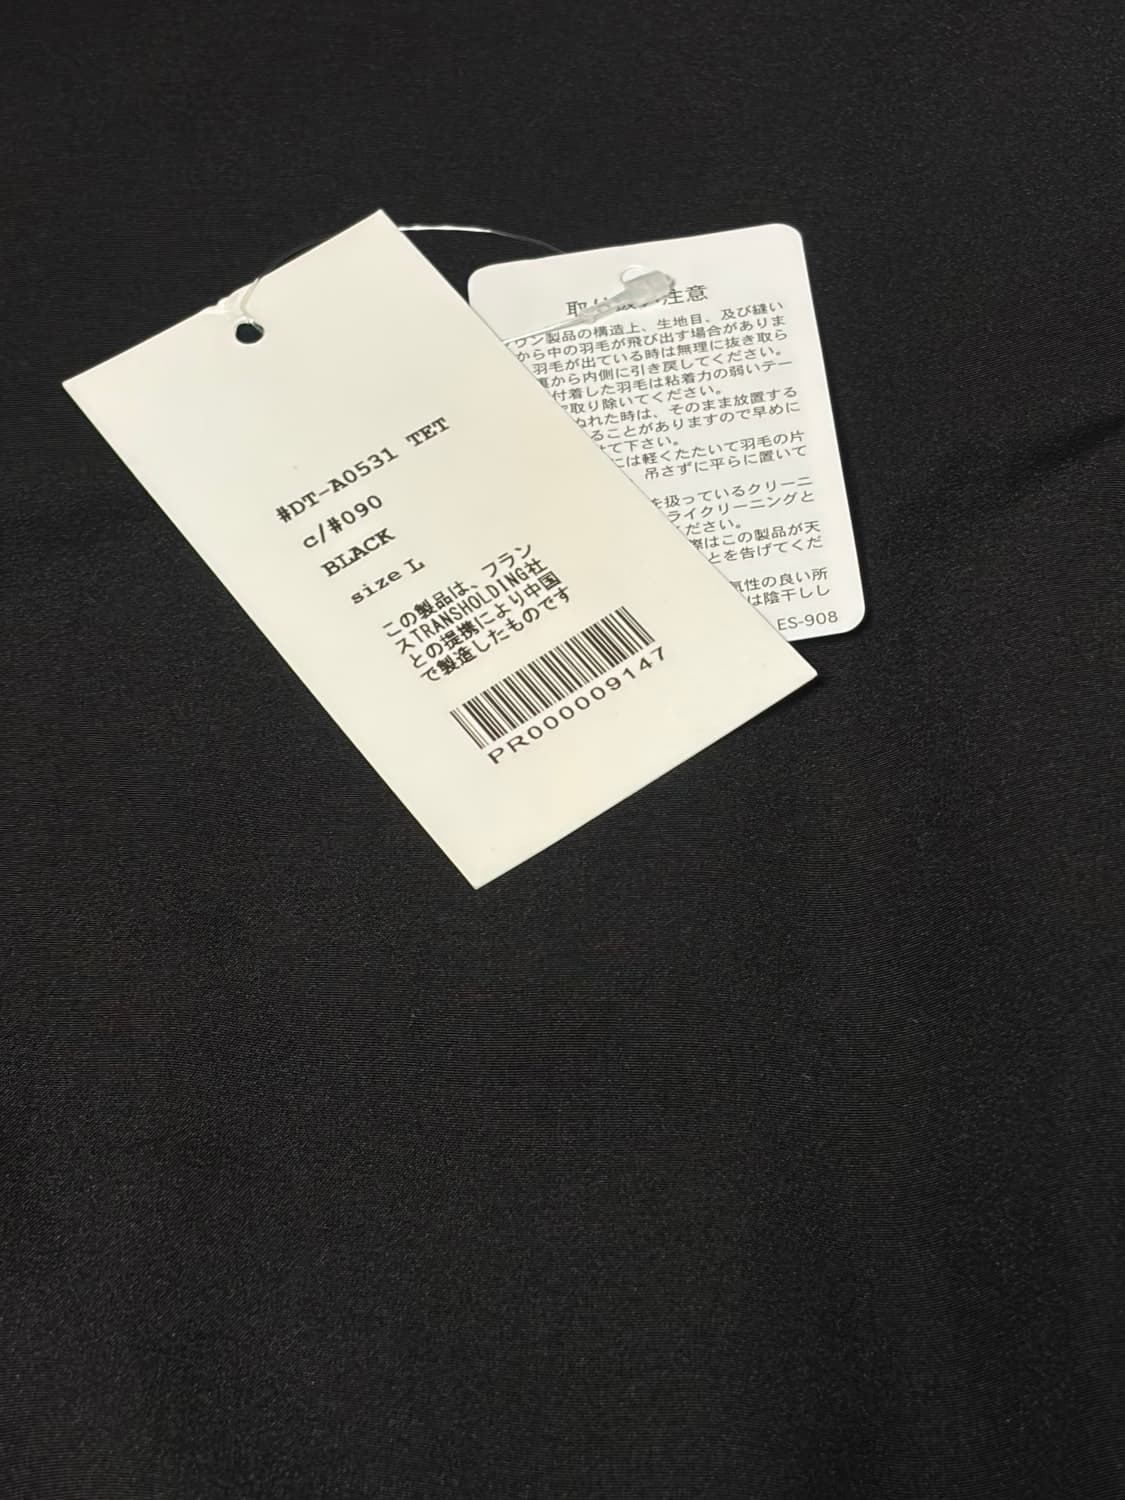 #DT-A0531 TET
c/#090
BLACK
size L
この製品は、フラン
スTRANSHOLDING社
との提携により中国
で製造したものです
PR000009147
取り扱い注意
ウン製品の構造上、生地目、及び縫い
から中の羽毛が飛び出す場合がありま
羽毛が出ている時は無理に抜き取ら
裏から内側に引き戻してください。
付着した羽毛は粘着力の弱いテー
で取り除いてください。
ぬれた時は、そのまま放置する
ることがありますので早めに
せて下さい。
には軽くたたいて羽毛の片
吊さずに平らに置いて
を扱っているクリーニ
ライクリーニングと
ください。
際はこの製品が天
とを告げてくだ
気性の良い所
は陰干しし
ES-908